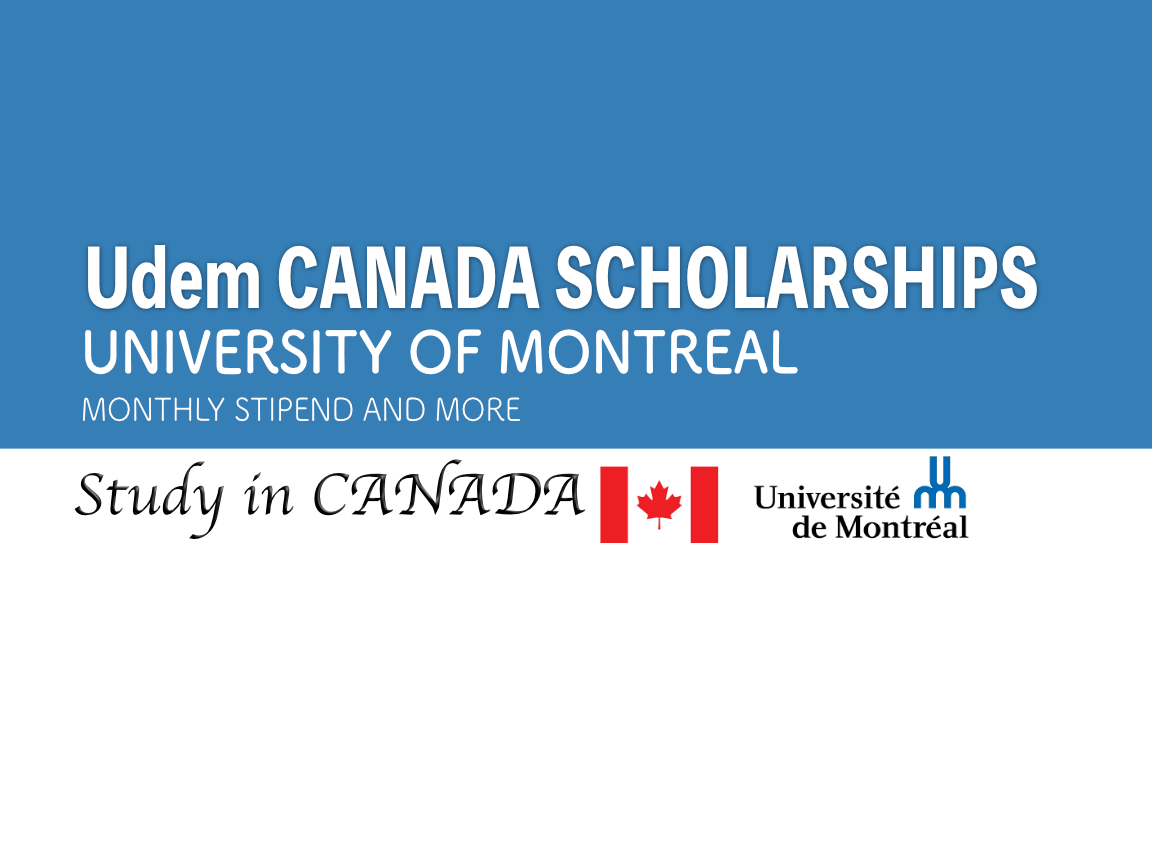 Udem CANADA SCHOLARSHIPS
UNIVERSITY OF MONTREAL
MONTHLY STIPEND AND MORE
Study in CANADA
Université
de Montréal